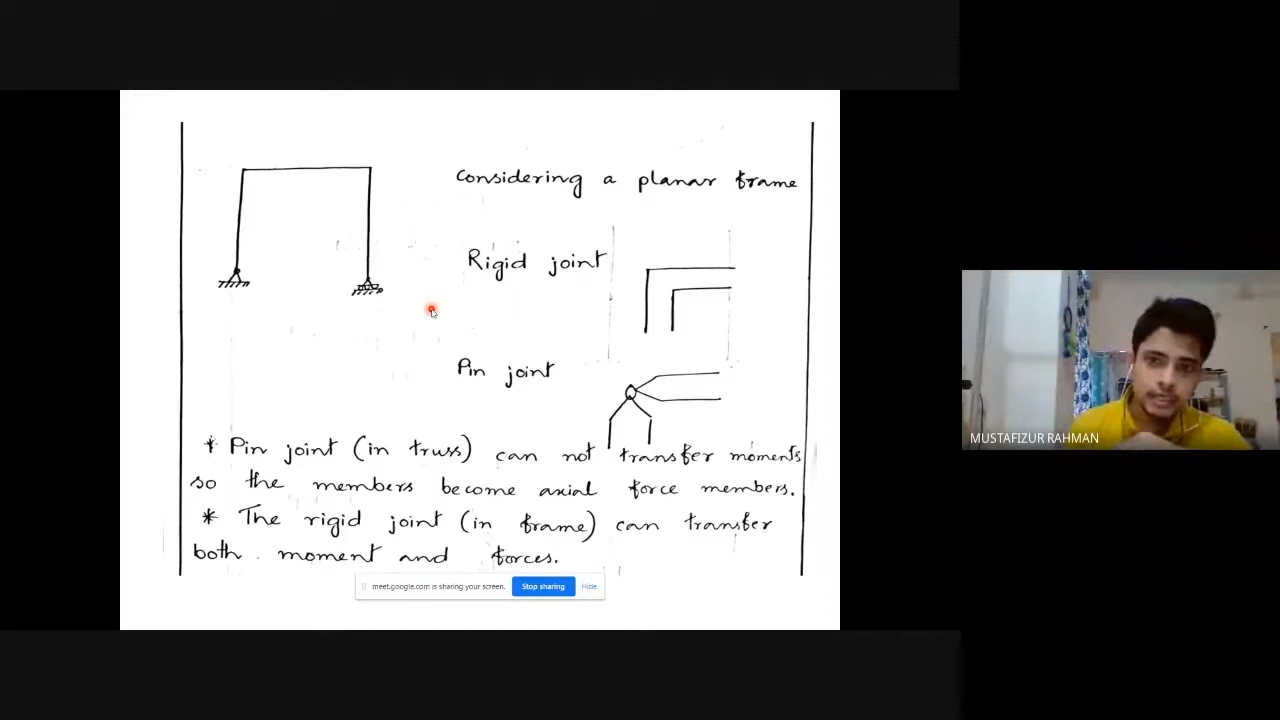 Considering a planar frame
Rigid joint
Pin joint
* Pin joint (in truss) can not transfer moments
so the members become axial force members.
* The rigid joint (in frame) can transfer
both moment and forces.
meet.google.com is sharing your screen. Stop sharing Hide
MUSTAFIZUR RAHMAN